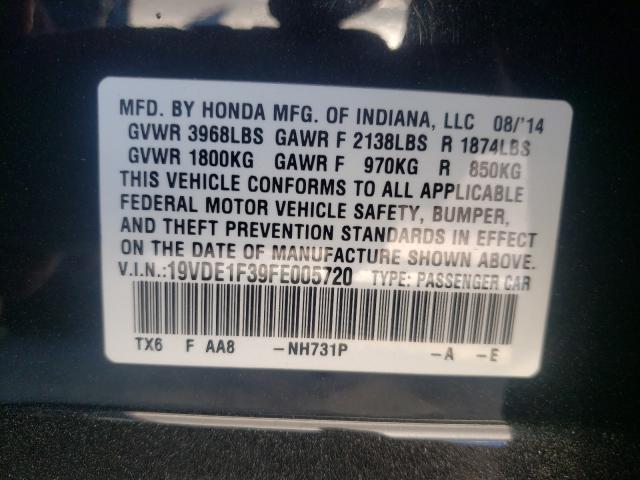 MFD. BY HONDA MFG. OF INDIANA, LLC 08/'14
GVWR 3968LBS GAWR F 2138LBS R 1874LBS
GVWR 1800KG GAWR F 970KG R 850KG
THIS VEHICLE CONFORMS TO ALL APPLICABLE
FEDERAL MOTOR VEHICLE SAFETY, BUMPER,
AND THEFT PREVENTION STANDARDS IN EFFECT
ON THE DATE OF MANUFACTURE SHOWN ABOVE.
V.I.N.:19VDE1F39FE005720 TYPE: PASSENGER CAR
TX6 F AA8 -NH731P -A -E